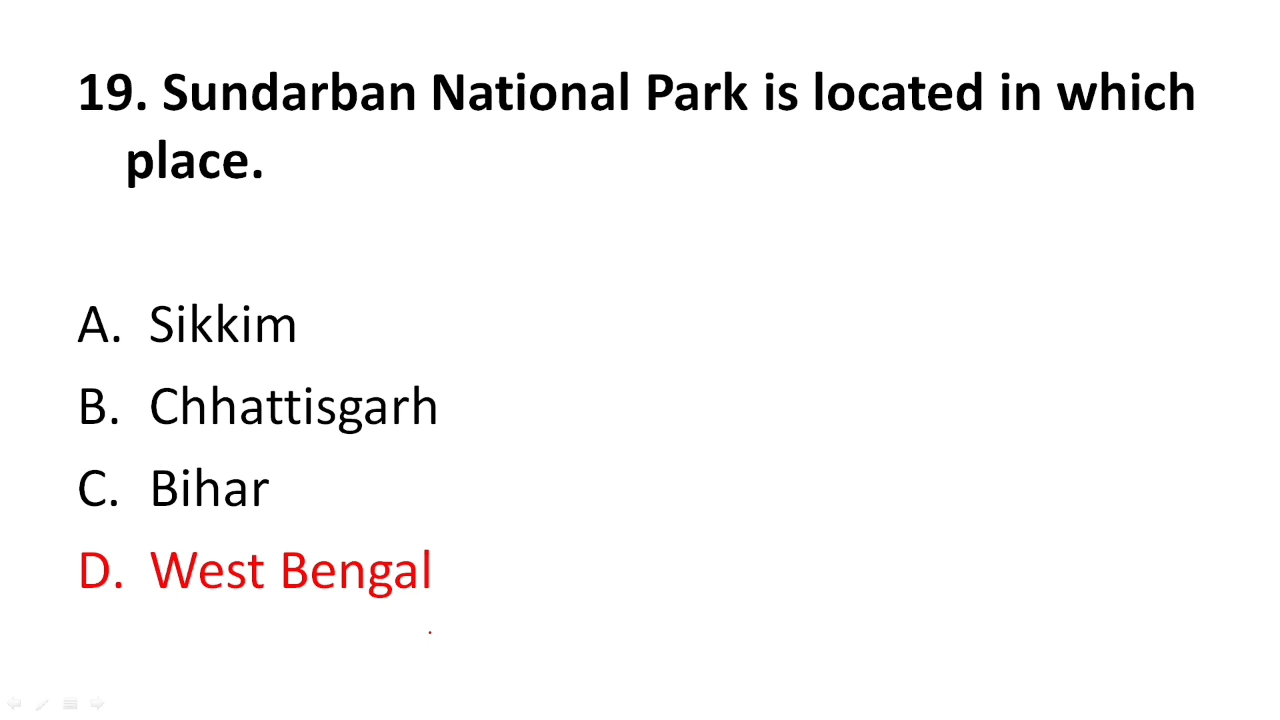 19. Sundarban National Park is located in which
place.
A. Sikkim
B. Chhattisgarh
C. Bihar
D. West Bengal